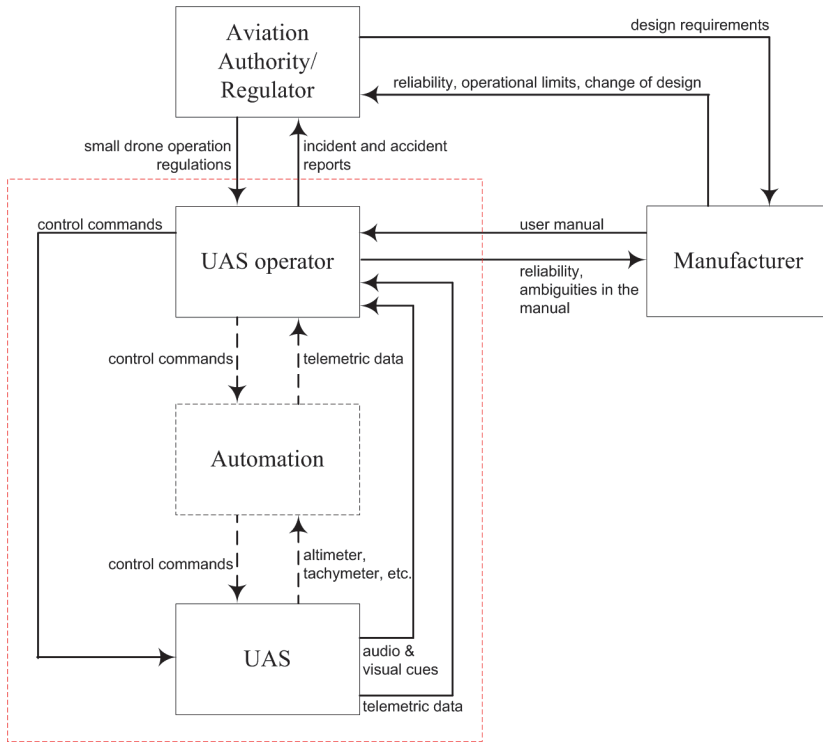 Aviation
Authority/
Regulator
design requirements
reliability, operational limits, change of design
small drone operation
regulations
incident and accident
reports
control commands
UAS operator
user manual
reliability,
ambiguities in the
manual
Manufacturer
control commands
telemetric data
Automation
control commands
altimeter,
tachymeter, etc.
UAS
audio &
visual cues
telemetric data